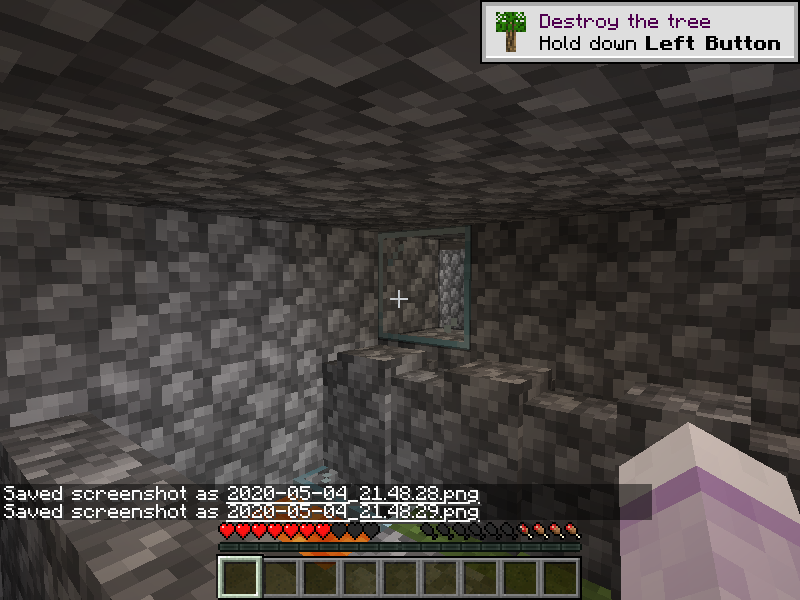 Destroy the tree
Hold down Left Button
Saved screenshot as 2020-05-04_21.48.28.png
Saved screenshot as 2020-05-04_21.48.29.png